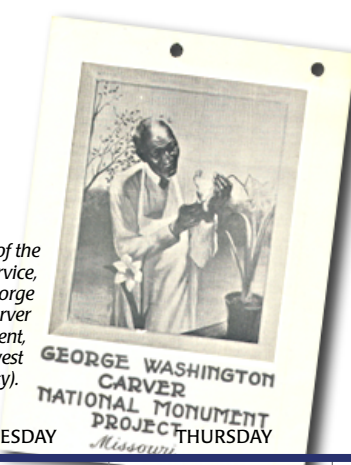 of the
rvice,
orge
rver
ent,
vest
y).
GEORGE WASHINGTON
CARVER
NATIONAL MONUMENT
PROJECT
Missouri
ESDAY THURSDAY